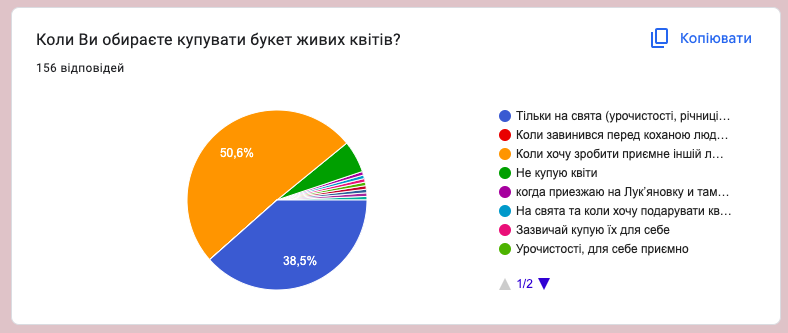 Коли Ви обираєте купувати букет живих квітів?
Копіювати
156 відповідей
50,6%
38,5%
Тільки на свята (урочистості, річниці…
Коли завинився перед коханою люд…
Коли хочу зробити приємне іншій л…
Не купую квіти
когда приезжаю на Лук’яновку и там…
На свята та коли хочу подарувати кв…
Зазвичай купую їх для себе
Урочистості, для себе приємно
1/2